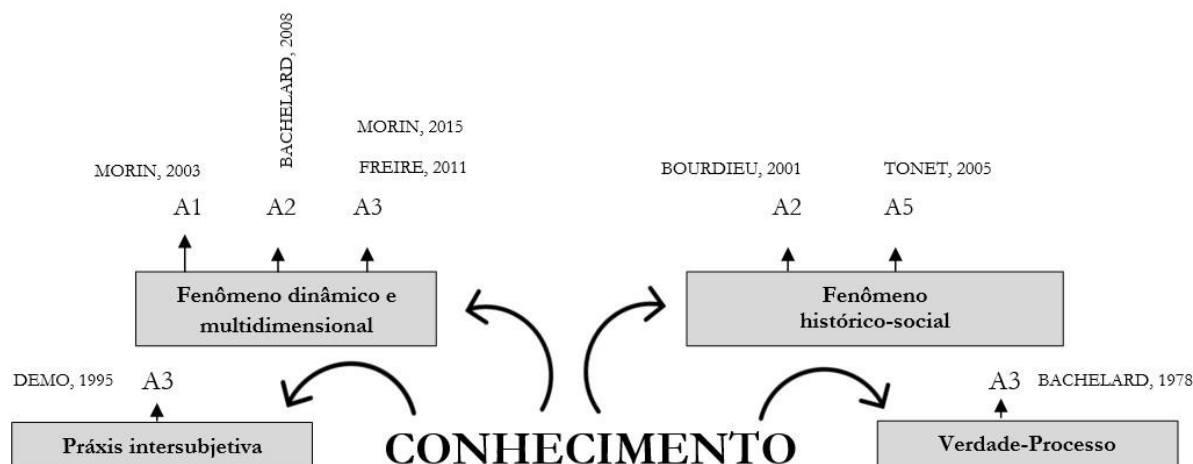 BACHELARD, 2008
MORIN, 2015
MORIN, 2003
FREIRE, 2011
BOURDIEU, 2001
TONET, 2005
A1
A2
A3
A2
A5
Fenômeno dinâmico e
multidimensional
Fenômeno
histórico-social
DEMO, 1995
A3
A3
BACHELARD, 1978
Práxis intersubjetiva
CONHECIMENTO
Verdade-Processo